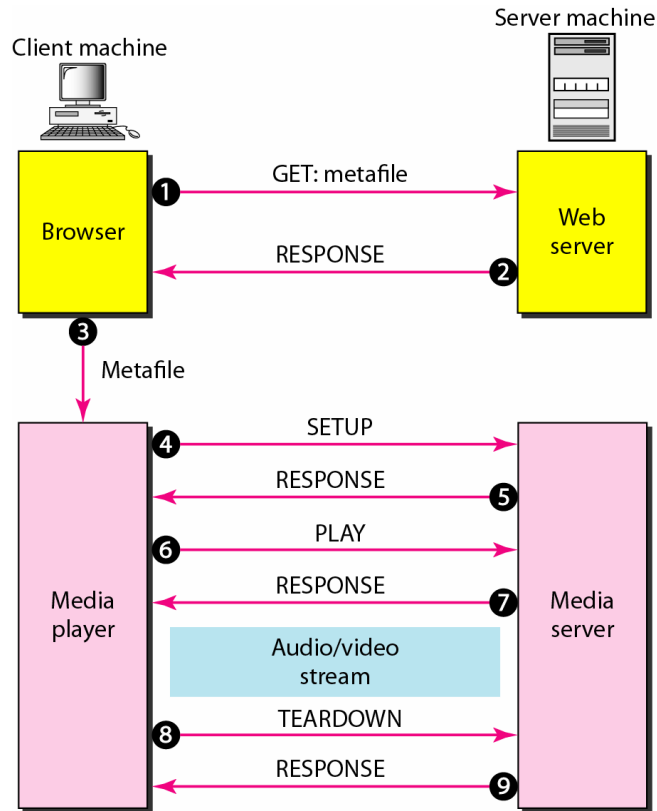 Server machine
Client machine
1
GET: metafile
Browser
Web
server
RESPONSE
2
3
Metafile
SETUP
4
RESPONSE
5
PLAY
6
RESPONSE
7
Media
player
Media
server
Audio/video
stream
TEARDOWN
8
RESPONSE
9